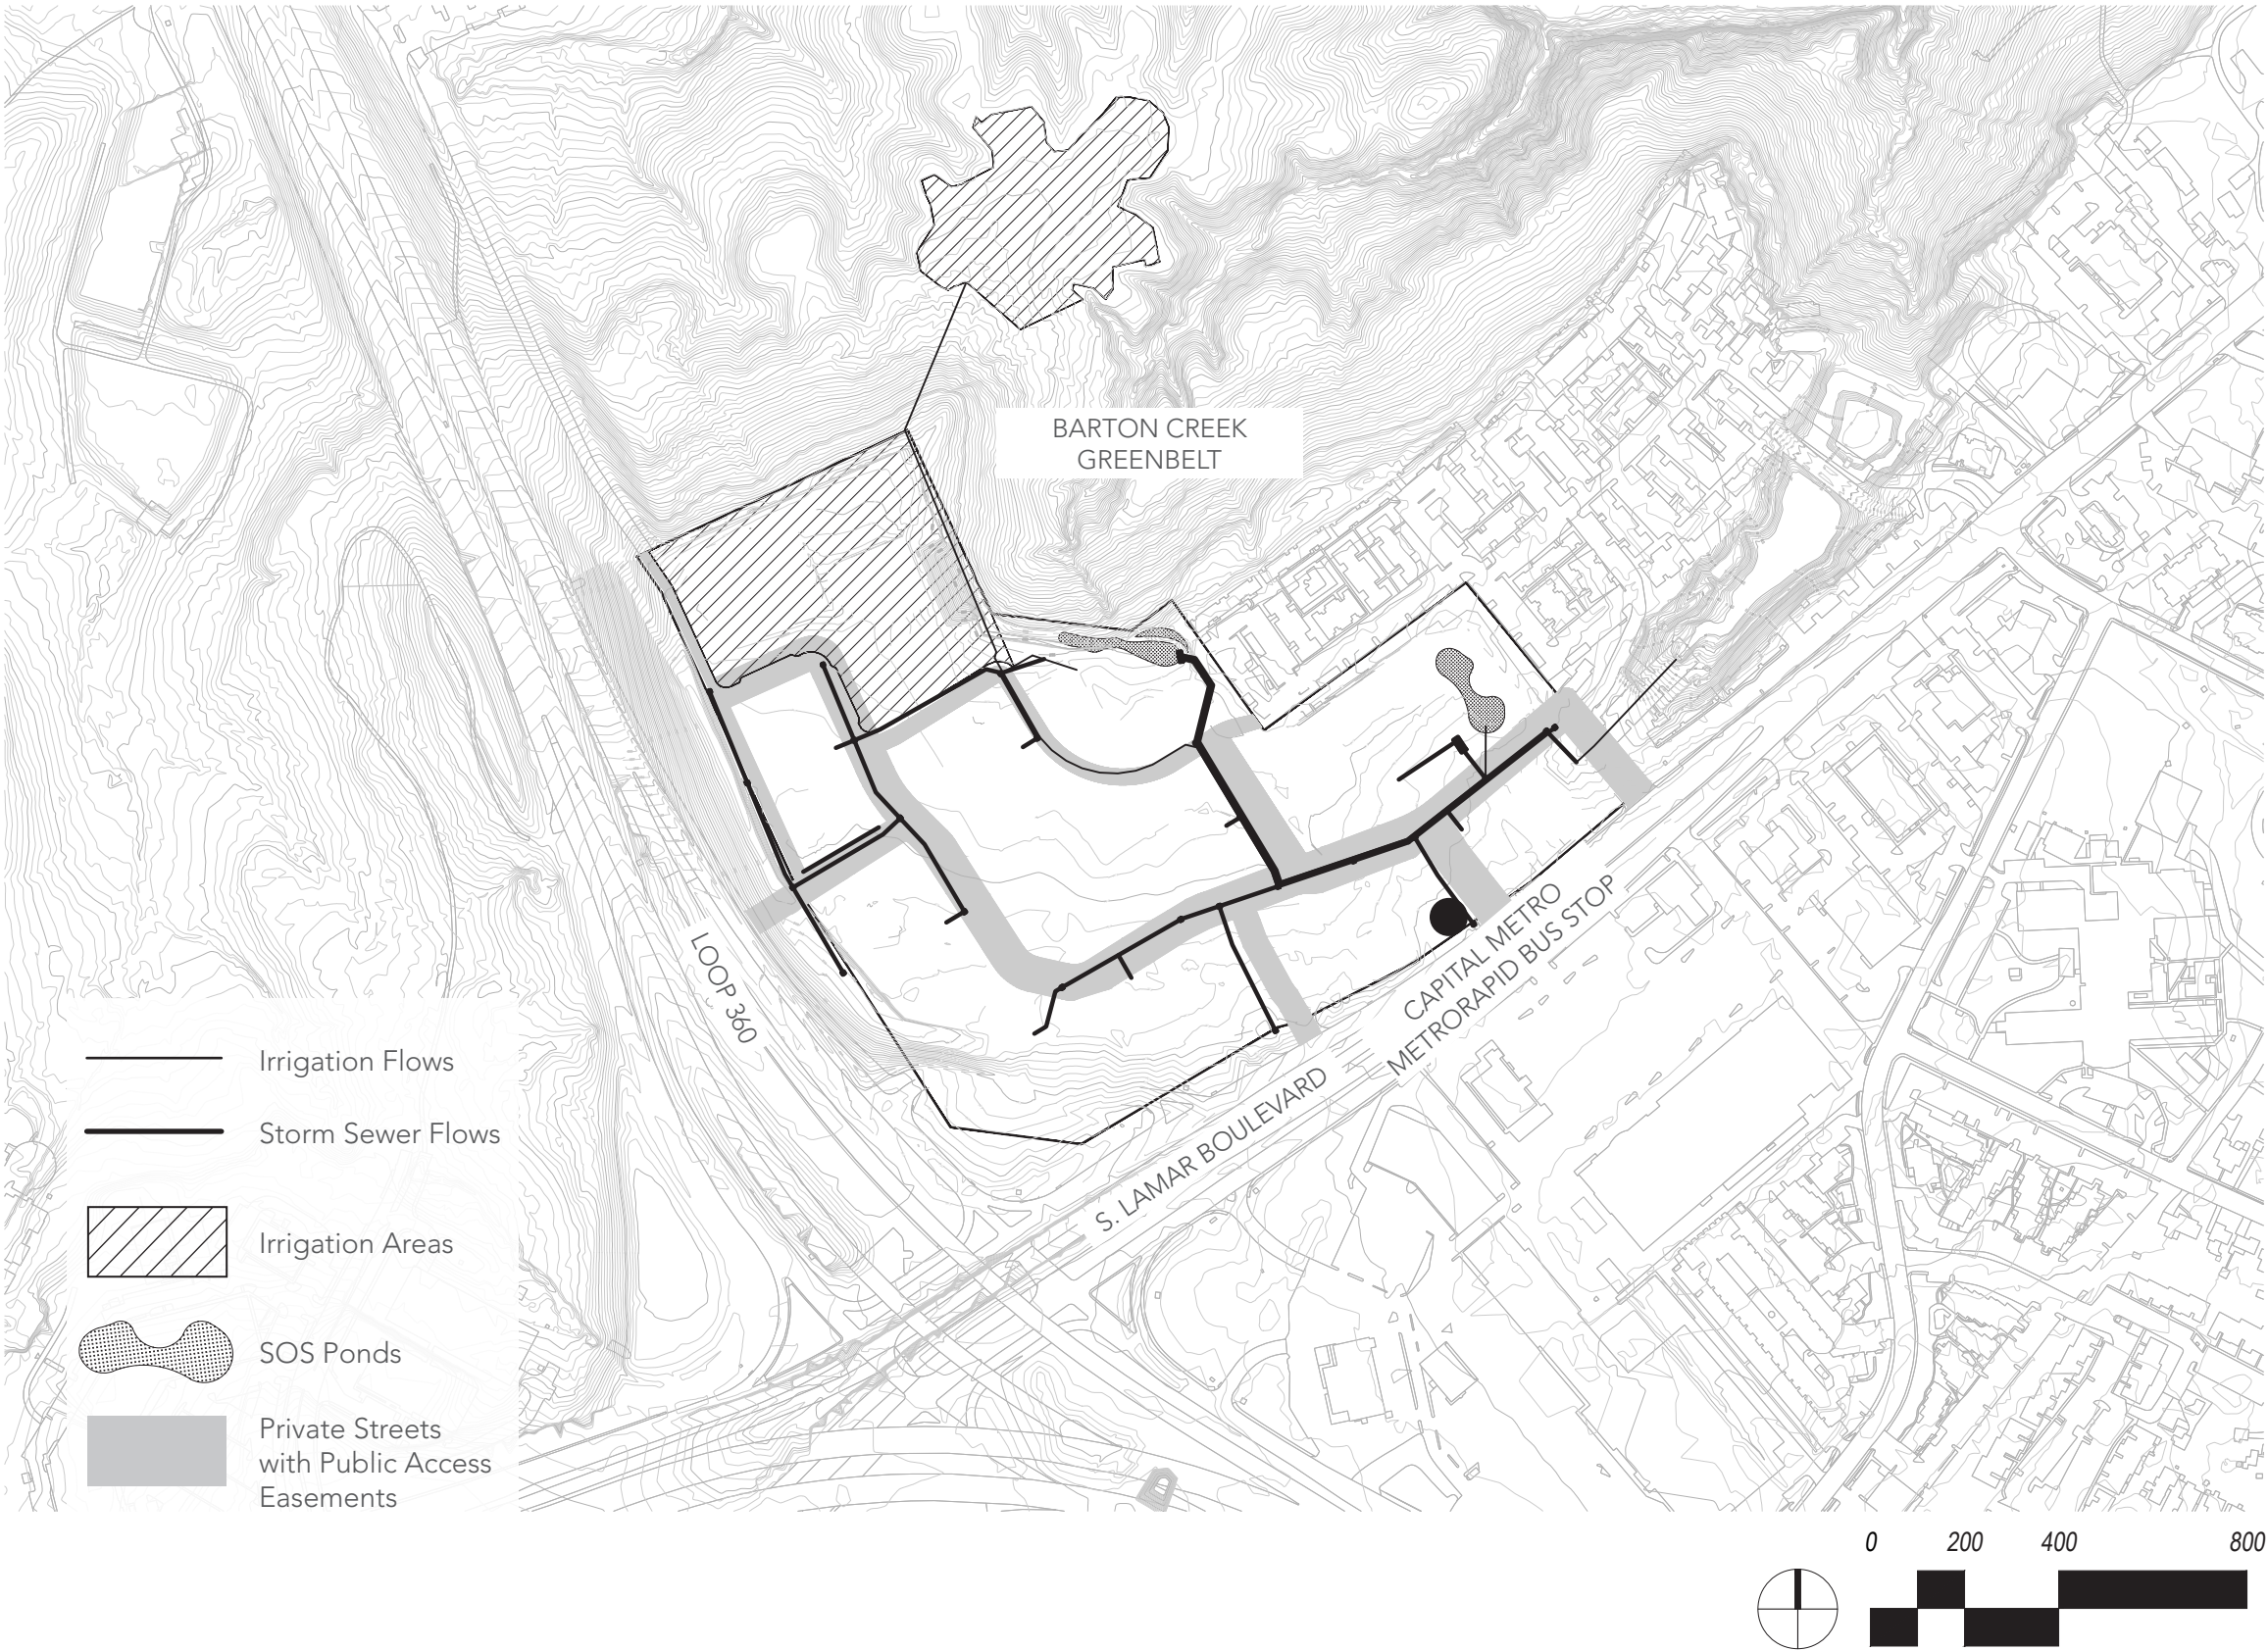 BARTON CREEK
GREENBELT
LOOP 360
CAPITAL METRO
METRORAPID BUS STOP
S. LAMAR BOULEVARD
Irrigation Flows
Storm Sewer Flows
Irrigation Areas
SOS Ponds
Private Streets
with Public Access
Easements
0 200 400 800